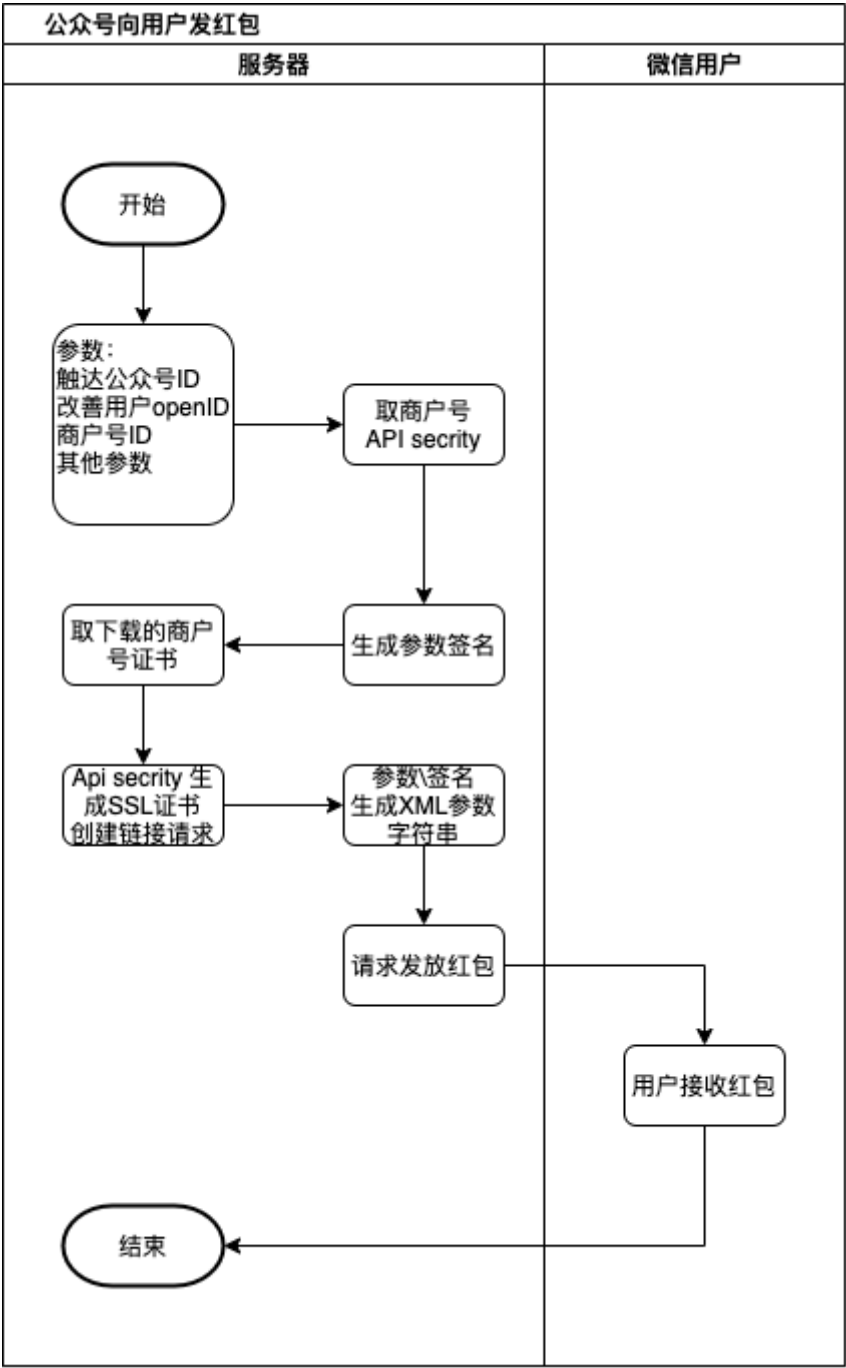 公众号向用户发红包
服务器
微信用户
开始
参数：
触达公众号ID
改善用户openID
商户号ID
其他参数
取商户号
API secrity
取下载的商户
号证书
生成参数签名
Api secrity 生
成SSL证书
创建链接请求
参数\签名
生成XML参数
字符串
请求发放红包
用户接收红包
结束